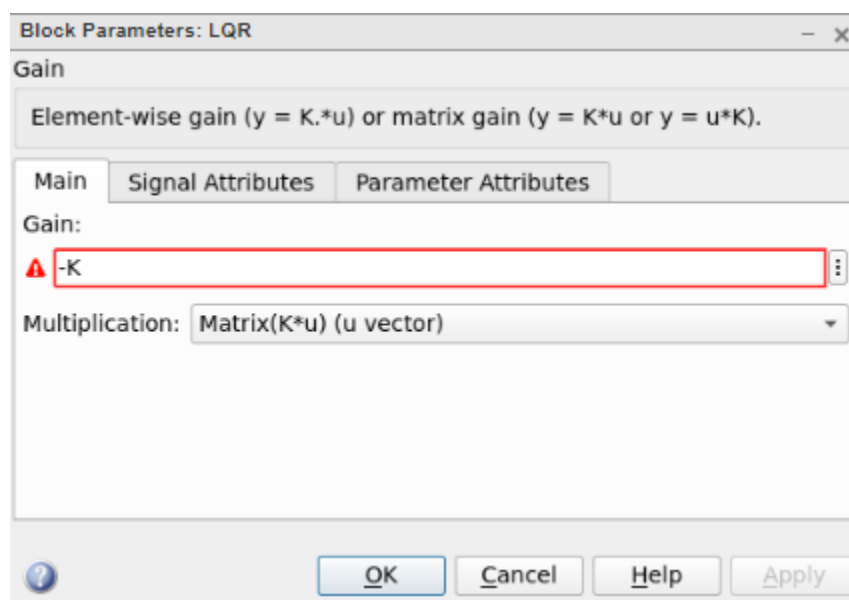 Block Parameters: LQR
Gain
Element-wise gain (y = K.*u) or matrix gain (y = K*u or y = u*K).
Main Signal Attributes Parameter Attributes
Gain:
-K
Multiplication: Matrix(K*u) (u vector)
OK Cancel Help Apply